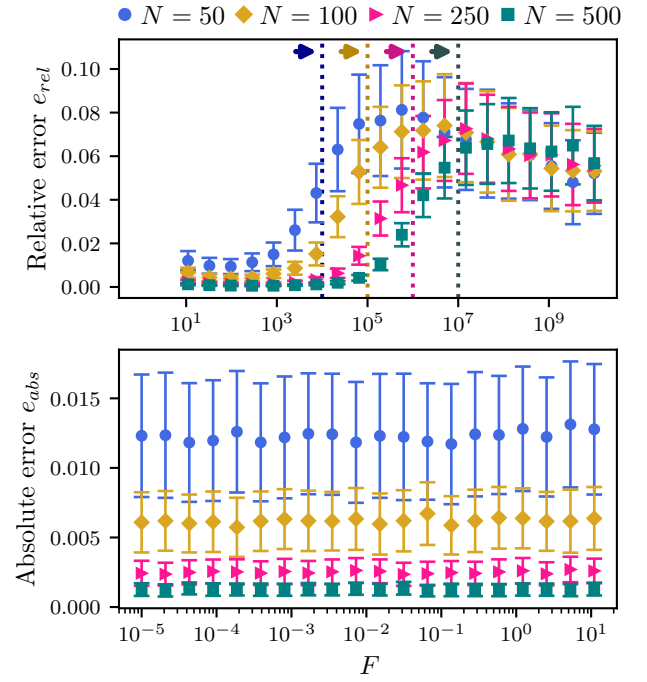 N = 50 N = 100 N = 250 N = 500
Relative error e_rel
0.10
0.08
0.06
0.04
0.02
0.00
10^1 10^3 10^5 10^7 10^9
Absolute error e_abs
0.015
0.010
0.005
0.000
10^-5 10^-4 10^-3 10^-2 10^-1 10^0 10^1
F